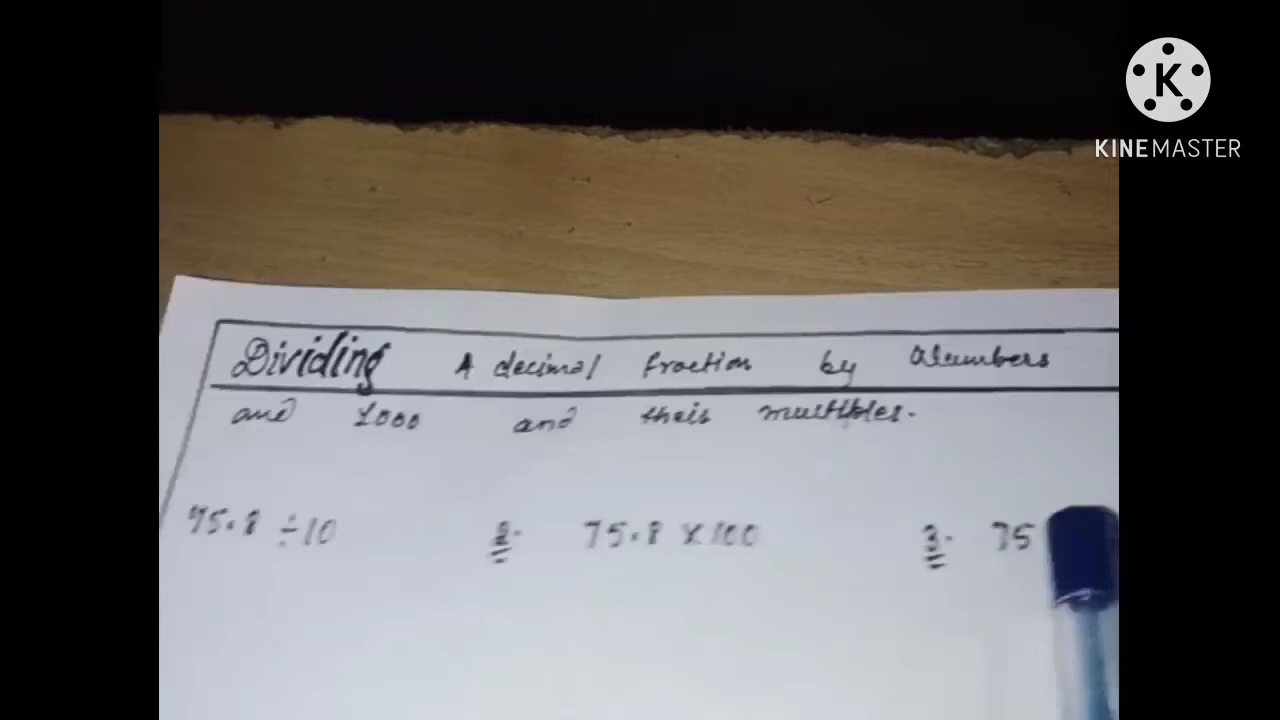 K
KINEMASTER
Dividing A decimal fraction by Numbers
and 1000 and their multiples.
75.8 ÷ 10 2. 75.8 × 100 3. 75